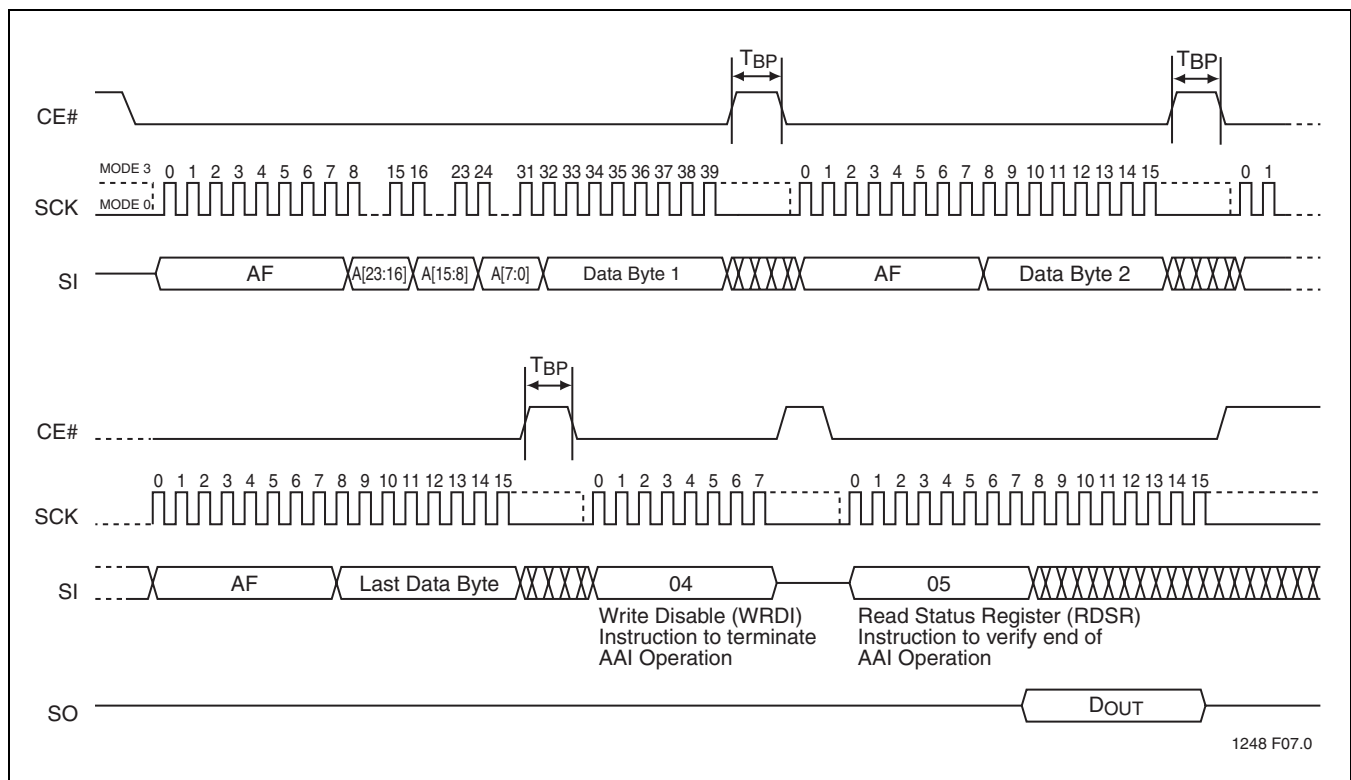 TBP TBP
CE#
MODE 3 0 1 2 3 4 5 6 7 8 15 16 23 24 31 32 33 34 35 36 37 38 39 0 1 2 3 4 5 6 7 8 9 10 11 12 13 14 15 0 1
SCK MODE 0
SI AF A[23:16] A[15:8] A[7:0] Data Byte 1 AF Data Byte 2
TBP
CE#
0 1 2 3 4 5 6 7 8 9 10 11 12 13 14 15 0 1 2 3 4 5 6 7 0 1 2 3 4 5 6 7 8 9 10 11 12 13 14 15
SCK
SI AF Last Data Byte 04 05
Write Disable (WRDI)
Instruction to terminate
AAI Operation
Read Status Register (RDSR)
Instruction to verify end of
AAI Operation
SO DOUT
1248 F07.0